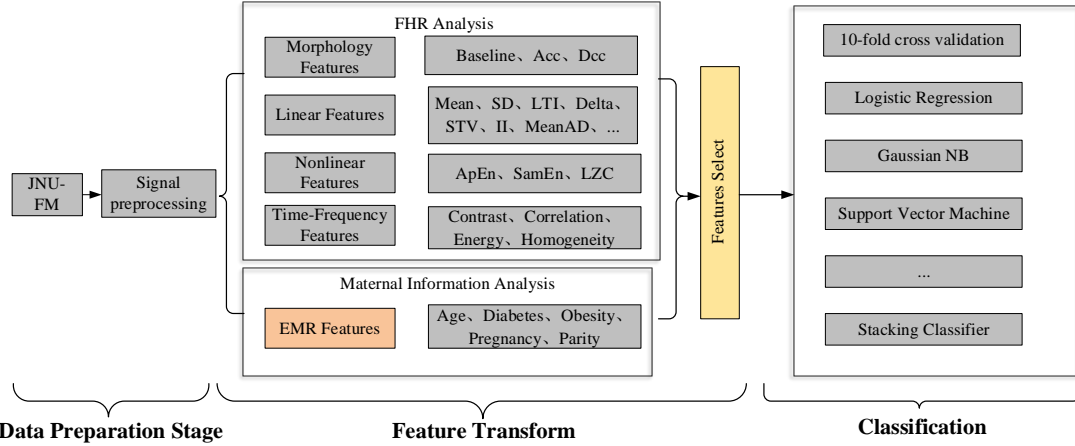 FHR Analysis
Morphology
Features
Baseline、Acc、Dcc
Linear Features
Mean、SD、LTI、Delta、
STV、II、MeanAD、...
Nonlinear
Features
ApEn、SamEn、LZC
Time-Frequency
Features
Contrast、Correlation、
Energy、Homogeneity
JNU-
FM
Signal
preprocessing
Maternal Information Analysis
EMR Features
Age、Diabetes、Obesity、
Pregnancy、Parity
Features Select
10-fold cross validation
Logistic Regression
Gaussian NB
Support Vector Machine
...
Stacking Classifier
Data Preparation Stage
Feature Transform
Classification